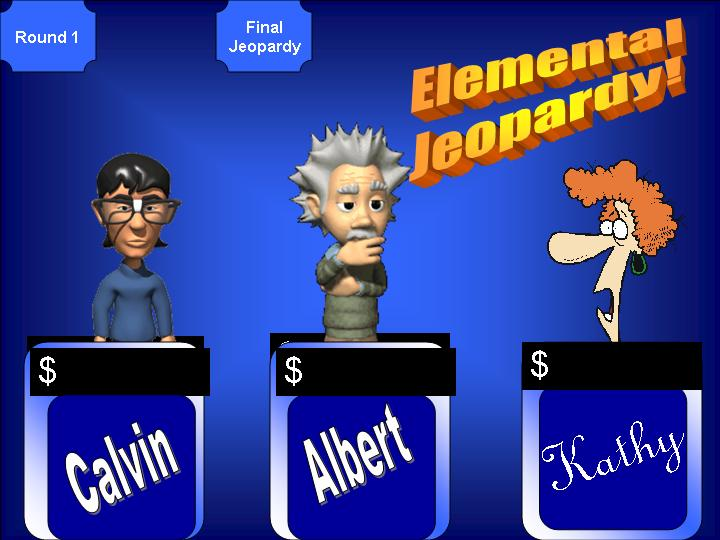 Round 1
Final
Jeopardy
Elemental
Jeopardy!
$
$
$
Calvin
Albert
Kathy